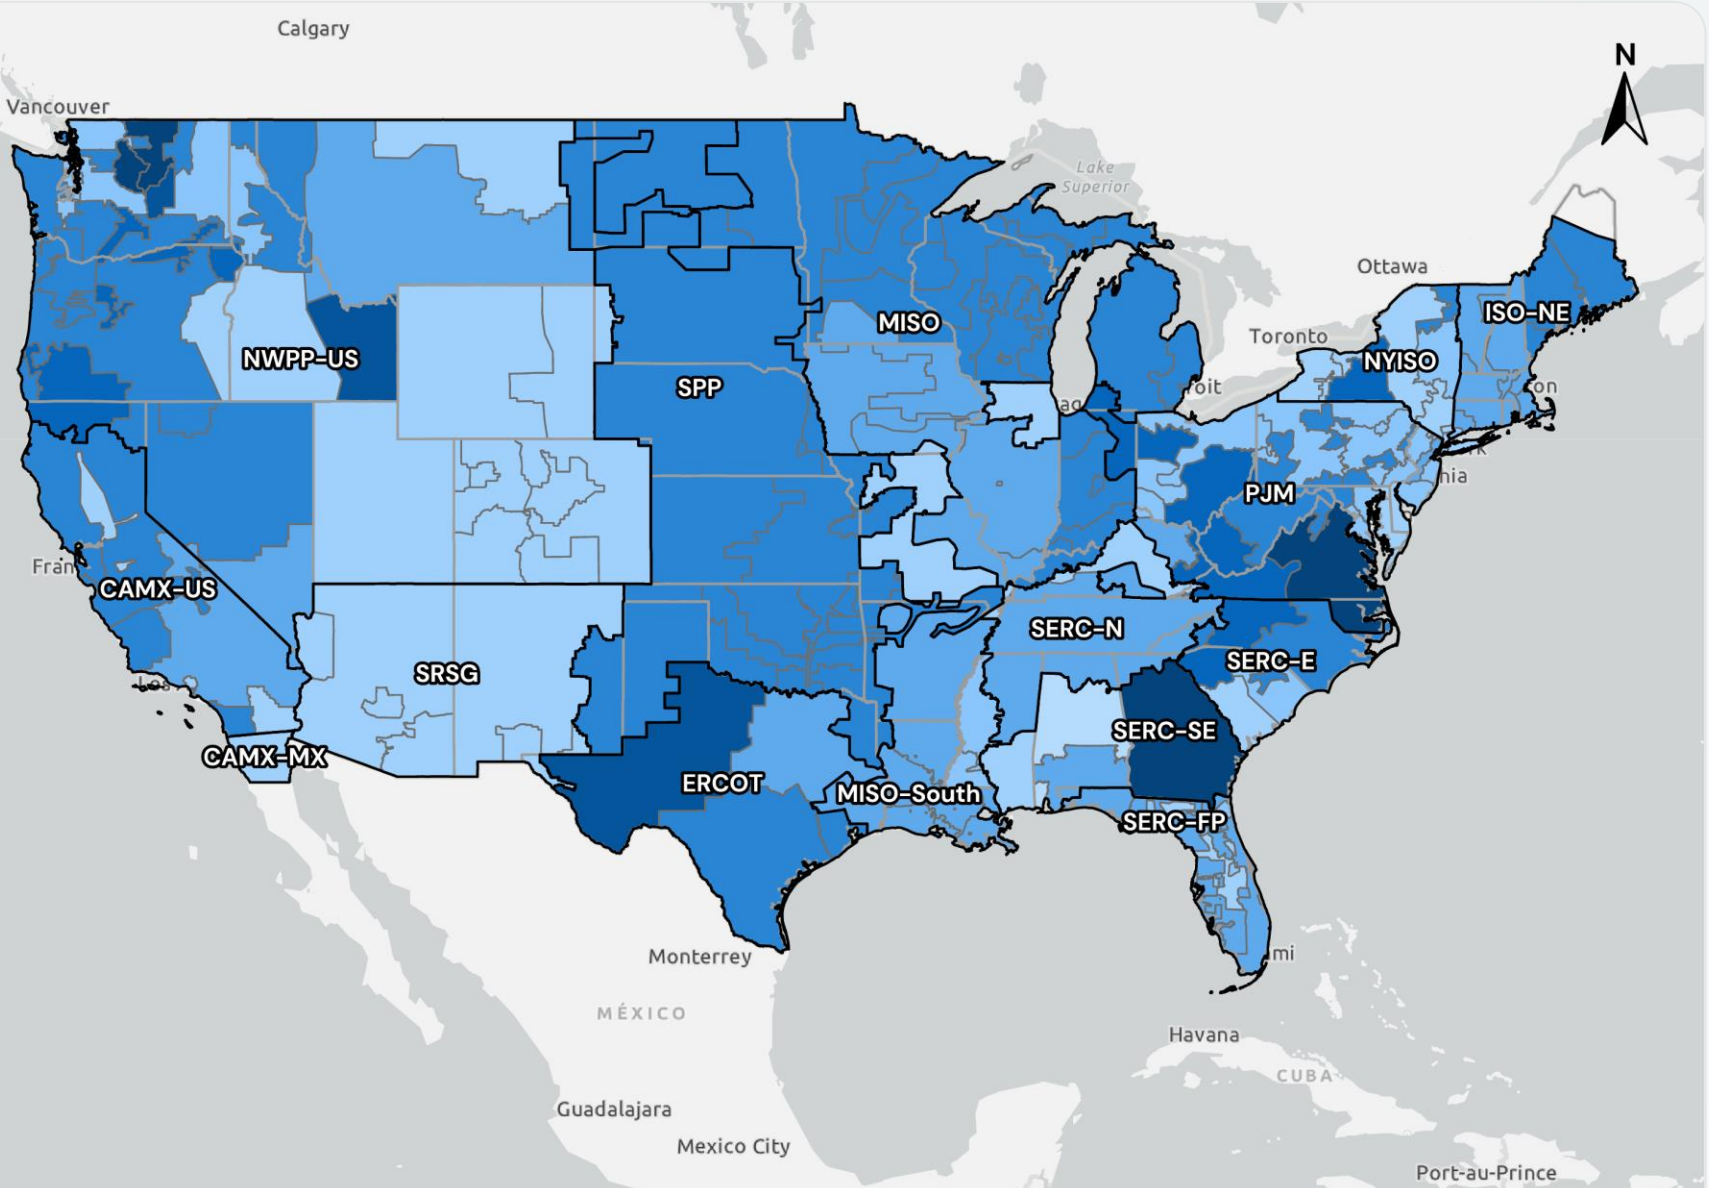 Calgary
N
Vancouver
Lake
Superior
Ottawa
ISO-NE
MISO
Toronto
NWPP-US
NYISO
SPP
PJM
CAMX-US
SERC-N
SERC-E
SRSG
SERC-SE
CAMX-MX
ERCOT
MISO-South
SERC-FP
Monterrey
MÉXICO
Havana
CUBA
Guadalajara
Mexico City
Port-au-Prince